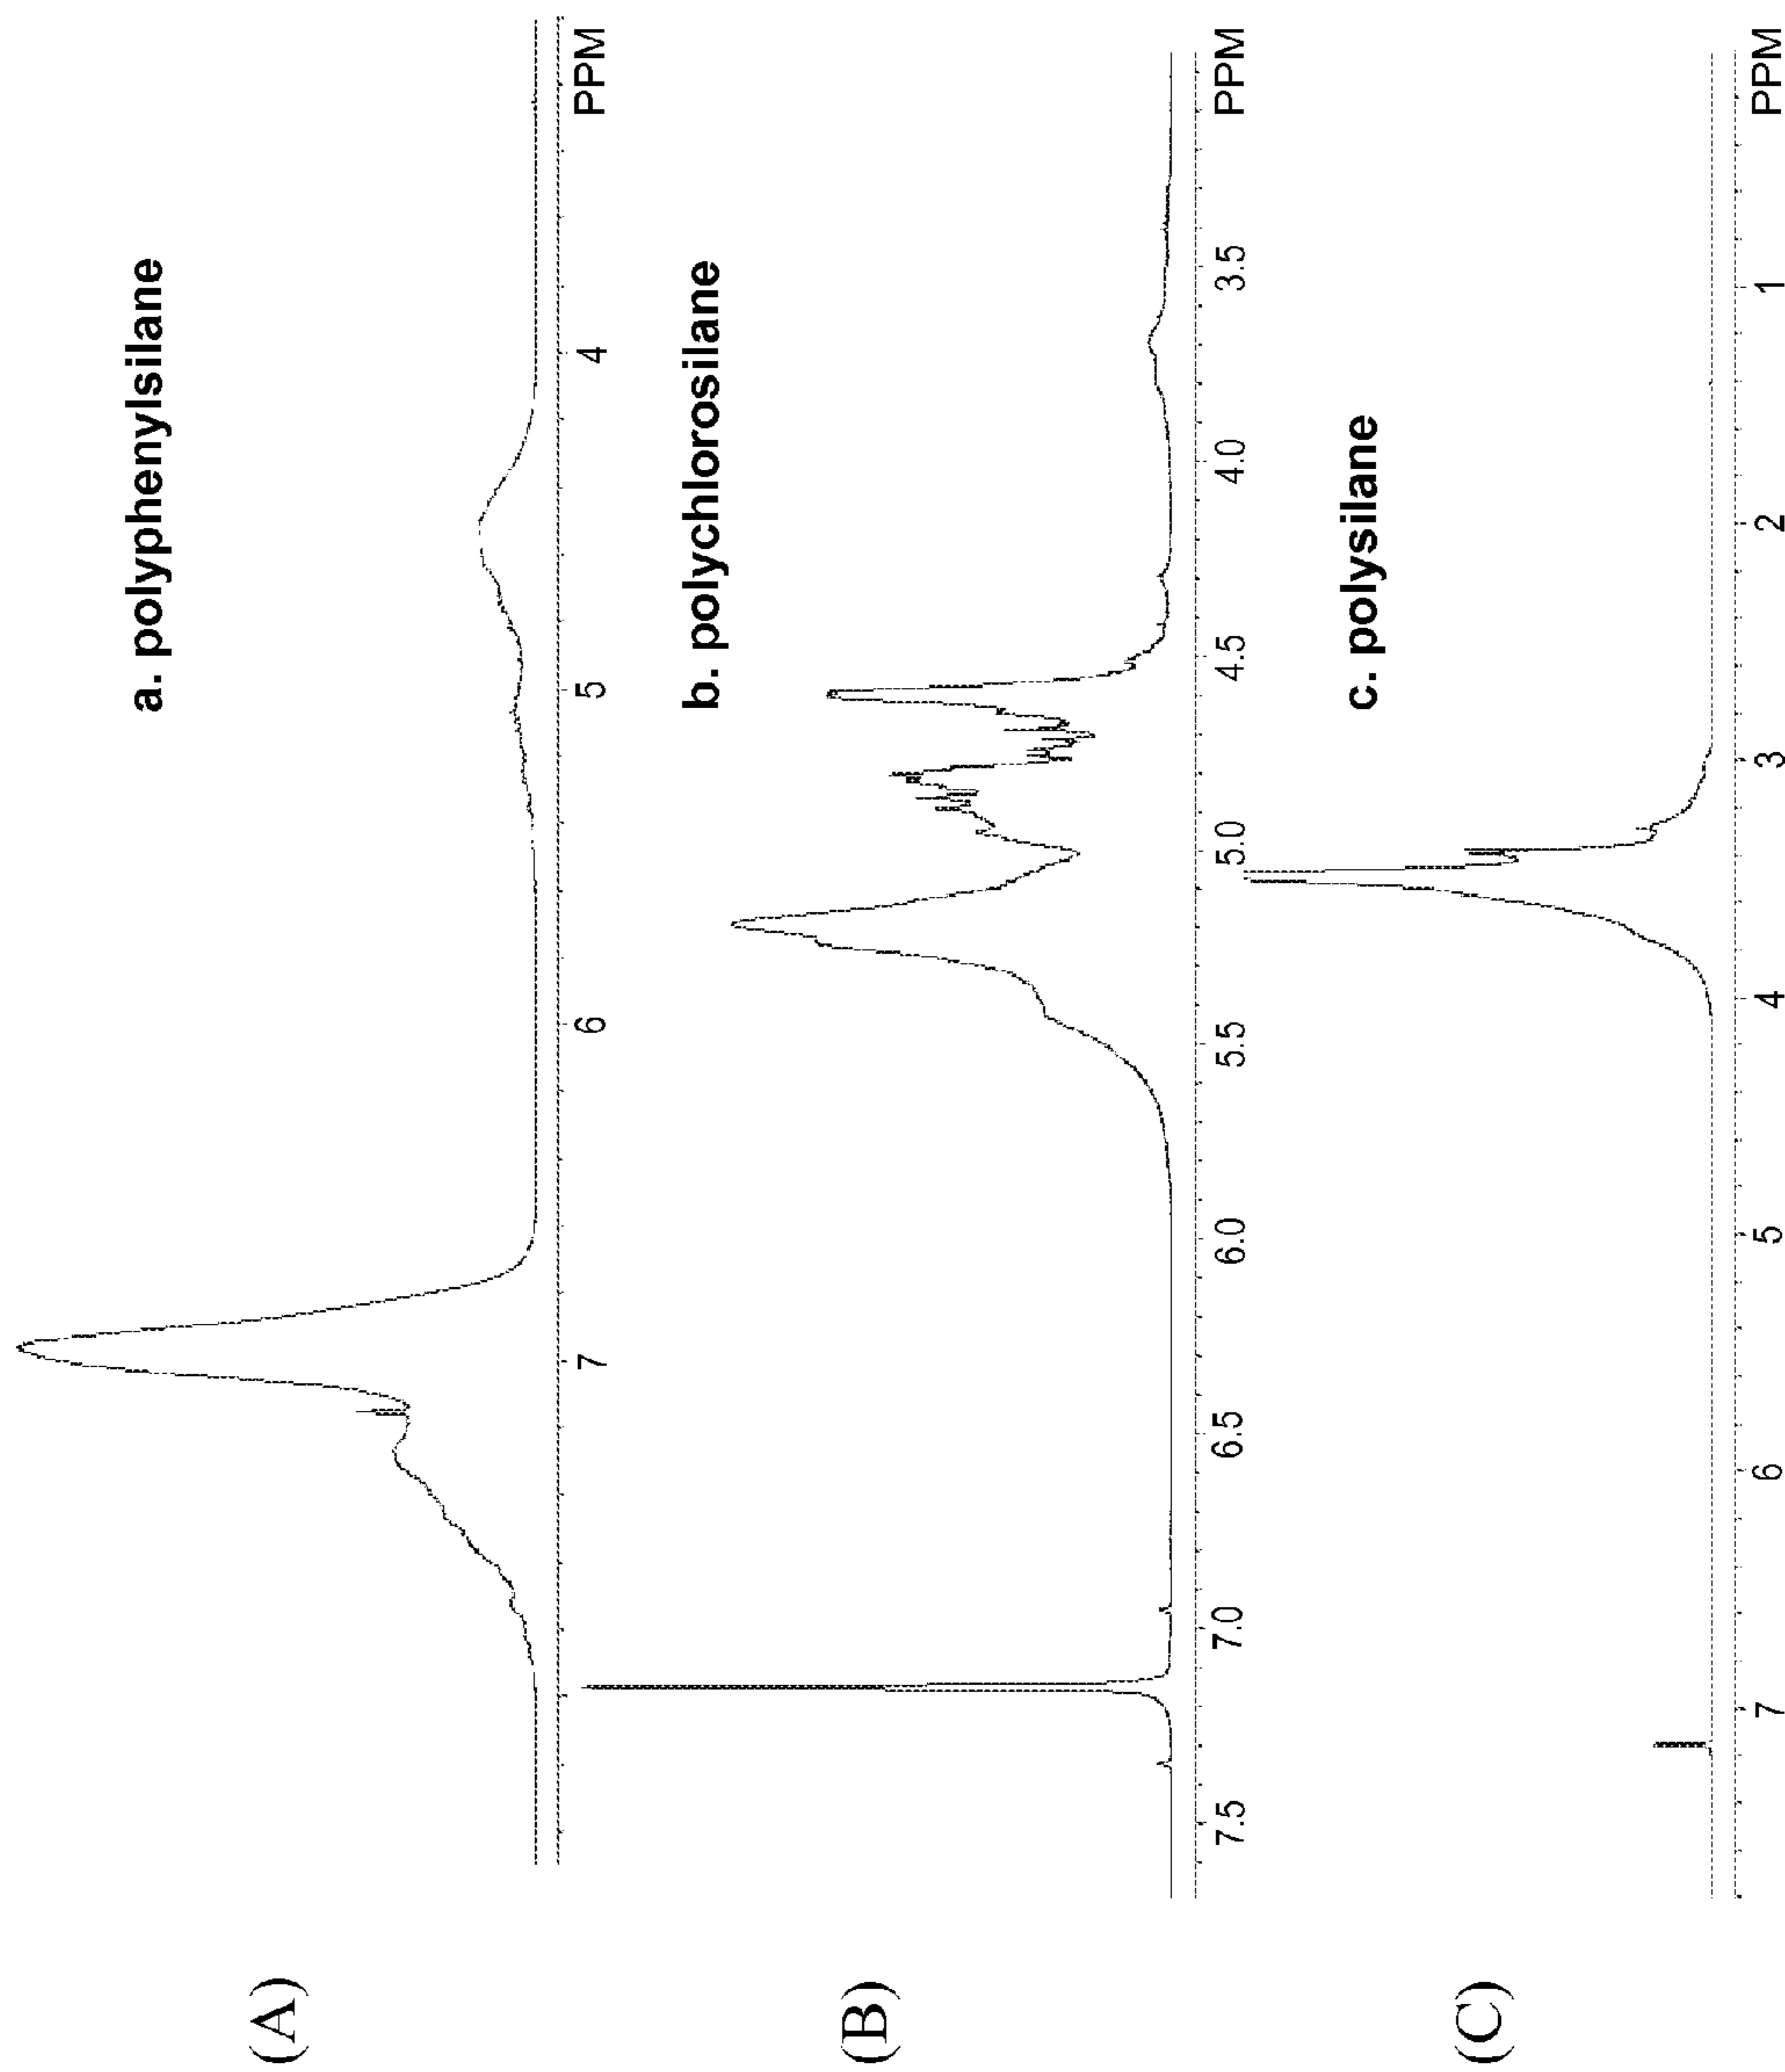 (A)
a. polyphenylsilane
7 6 5 4 PPM
(B)
b. polychlorosilane
7.5 7.0 6.5 6.0 5.5 5.0 4.5 4.0 3.5 PPM
(C)
c. polysilane
7 6 5 4 3 2 1 PPM